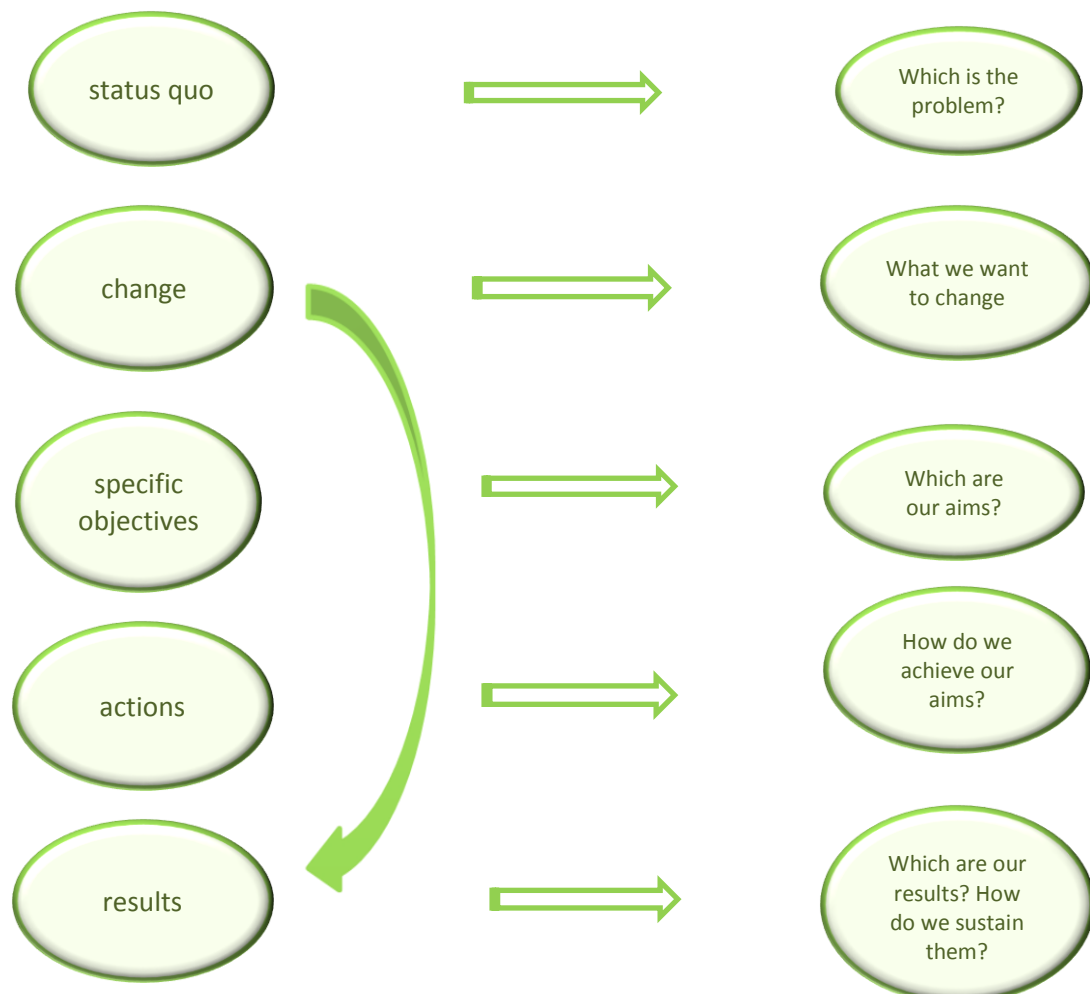 status quo
Which is the
problem?
change
What we want
to change
specific
objectives
Which are
our aims?
actions
How do we
achieve our
aims?
results
Which are our
results? How
do we sustain
them?